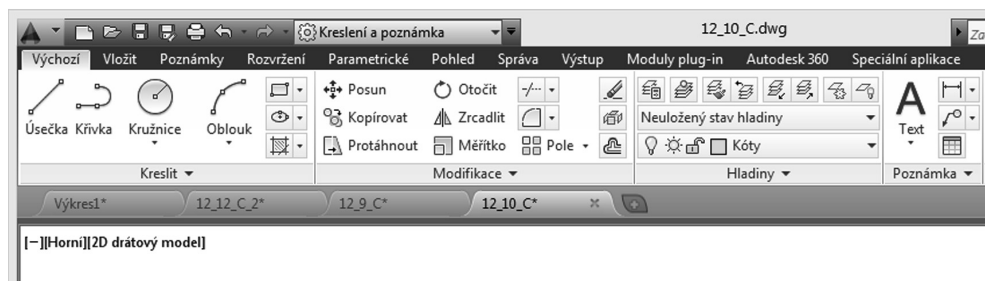 Kreslení a poznámka 12_10_C.dwg
Výchozí Vložit Poznámky Rozvržení Parametrické Pohled Správa Výstup Moduly plug-in Autodesk 360 Speciální aplikace
Úsečka Křivka Kružnice Oblouk
Posun Otočit
Kopírovat Zrcadlit
Protáhnout Měřítko Pole
Neuložený stav hladiny
Kóty
Text
Kreslit Modifikace Hladiny Poznámka
Výkres1* 12_12_C_2* 12_9_C* 12_10_C*
[−][Horní][2D drátový model]